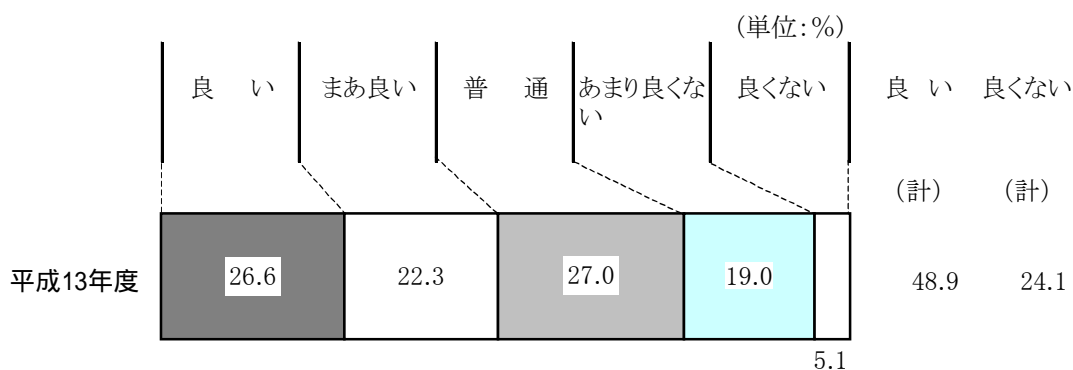 (単位:%)
良 い まあ良い 普 通 あまり良くな 良くない 良 い 良くない
い
(計) (計)
平成13年度 26.6 22.3 27.0 19.0 48.9 24.1
5.1